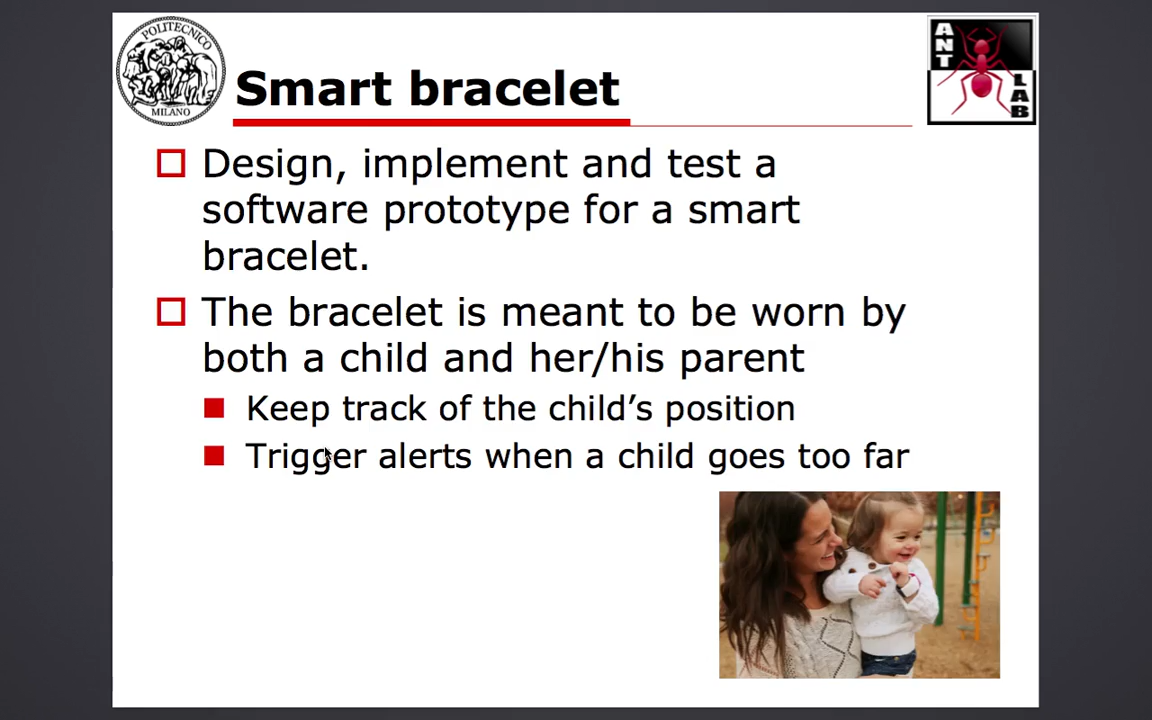 POLITECNICO
MILANO
Smart bracelet
ANT
LAB
Design, implement and test a
software prototype for a smart
bracelet.
The bracelet is meant to be worn by
both a child and her/his parent
Keep track of the child’s position
Trigger alerts when a child goes too far